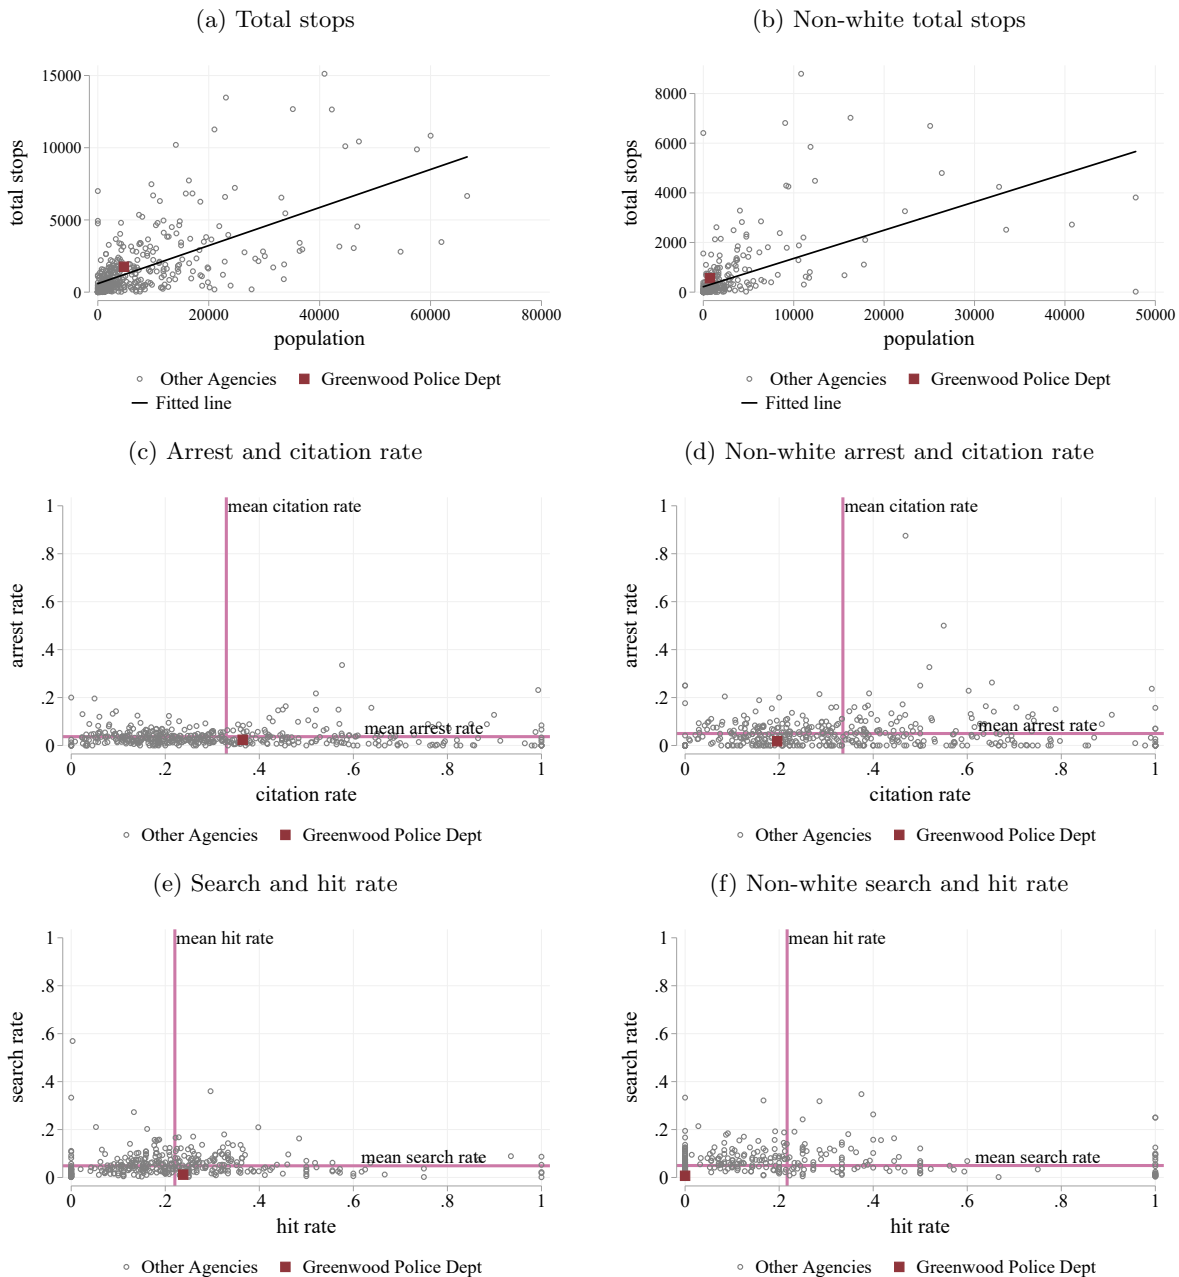 (a) Total stops
(b) Non-white total stops
15000
10000
5000
0
total stops
0 20000 40000 60000 80000
population
8000
6000
4000
2000
0
total stops
0 10000 20000 30000 40000 50000
population
Other Agencies Greenwood Police Dept
Fitted line
Other Agencies Greenwood Police Dept
Fitted line
(c) Arrest and citation rate
(d) Non-white arrest and citation rate
1
.8
.6
.4
.2
0
arrest rate
mean citation rate
mean arrest rate
0 .2 .4 .6 .8 1
citation rate
1
.8
.6
.4
.2
0
arrest rate
mean citation rate
mean arrest rate
0 .2 .4 .6 .8 1
citation rate
Other Agencies Greenwood Police Dept
Other Agencies Greenwood Police Dept
(e) Search and hit rate
(f) Non-white search and hit rate
1
.8
.6
.4
.2
0
search rate
mean hit rate
mean search rate
0 .2 .4 .6 .8 1
hit rate
1
.8
.6
.4
.2
0
search rate
mean hit rate
mean search rate
0 .2 .4 .6 .8 1
hit rate
Other Agencies Greenwood Police Dept
Other Agencies Greenwood Police Dept